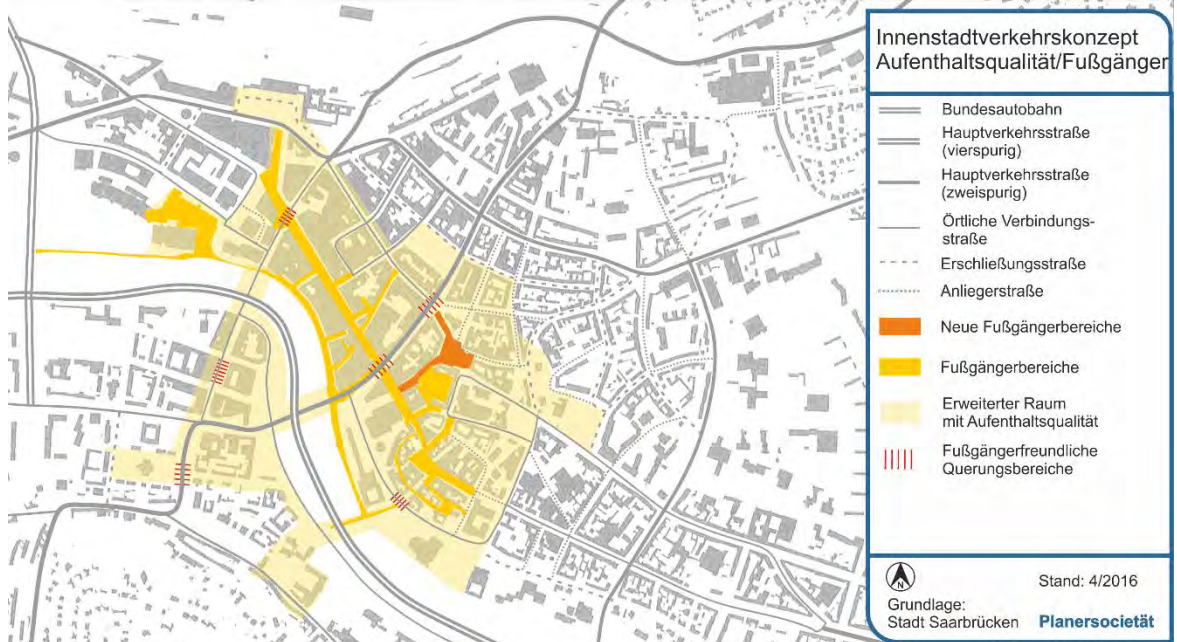 Innenstadtverkehrskonzept
Aufenthaltsqualität/Fußgänger
Bundesautobahn
Hauptverkehrsstraße
(vierspurig)
Hauptverkehrsstraße
(zweispurig)
Örtliche Verbindungs-
straße
Erschließungsstraße
Anliegerstraße
Neue Fußgängerbereiche
Fußgängerbereiche
Erweiterter Raum
mit Aufenthaltsqualität
Fußgängerfreundliche
Querungsbereiche
N
Stand: 4/2016
Grundlage:
Stadt Saarbrücken
Planersocietät